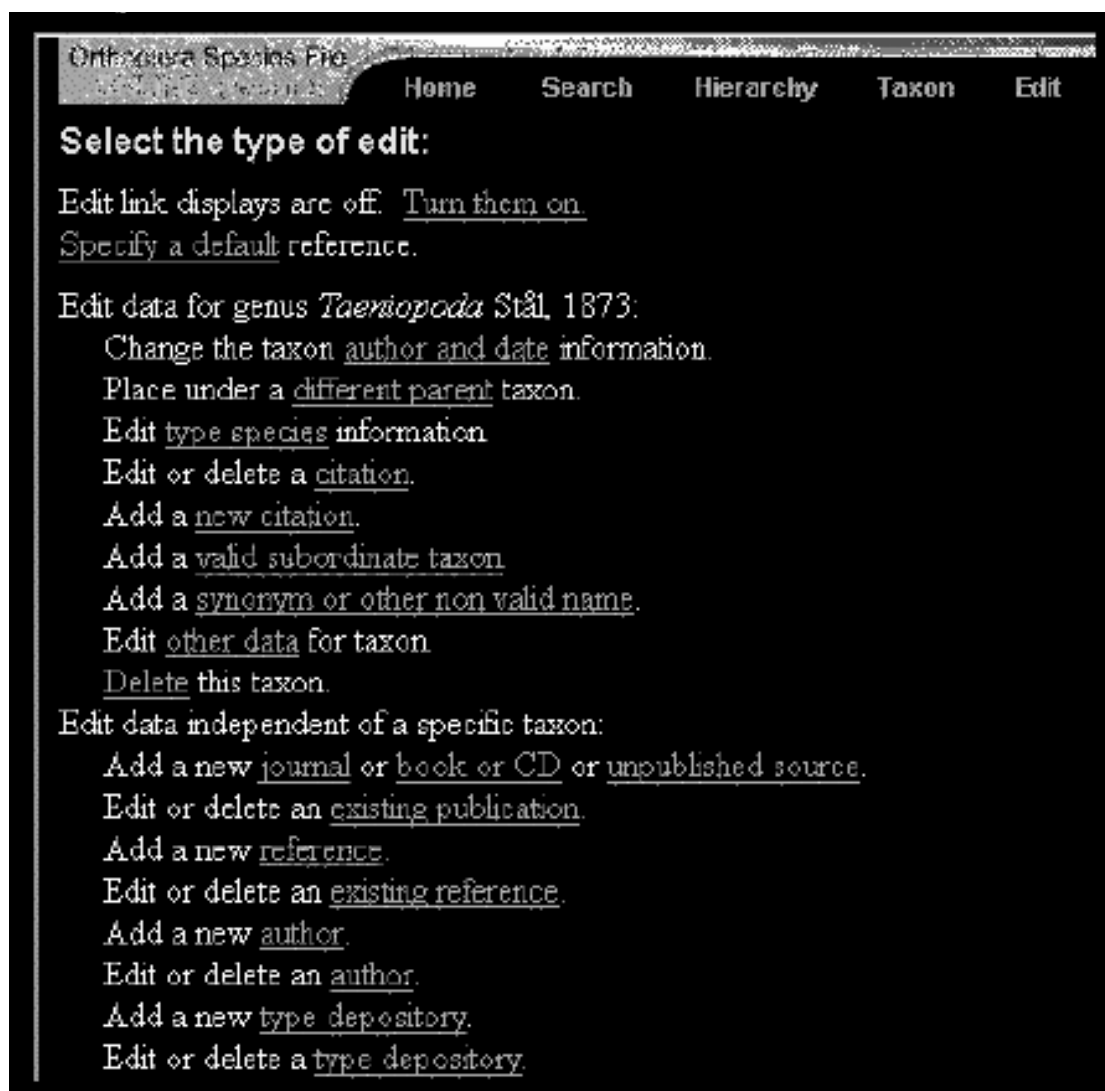 Orthoptera Species File
Home Search Hierarchy Taxon Edit
Select the type of edit:
Edit link displays are off. Turn them on.
Specify a default reference.
Edit data for genus Taeniopoda Stål, 1873:
Change the taxon author and date information.
Place under a different parent taxon.
Edit type species information
Edit or delete a citation.
Add a new citation.
Add a valid subordinate taxon
Add a synonym or other non valid name.
Edit other data for taxon
Delete this taxon.
Edit data independent of a specific taxon:
Add a new journal or book or CD or unpublished source.
Edit or delete an existing publication.
Add a new reference.
Edit or delete an existing reference.
Add a new author.
Edit or delete an author.
Add a new type depository.
Edit or delete a type depository.